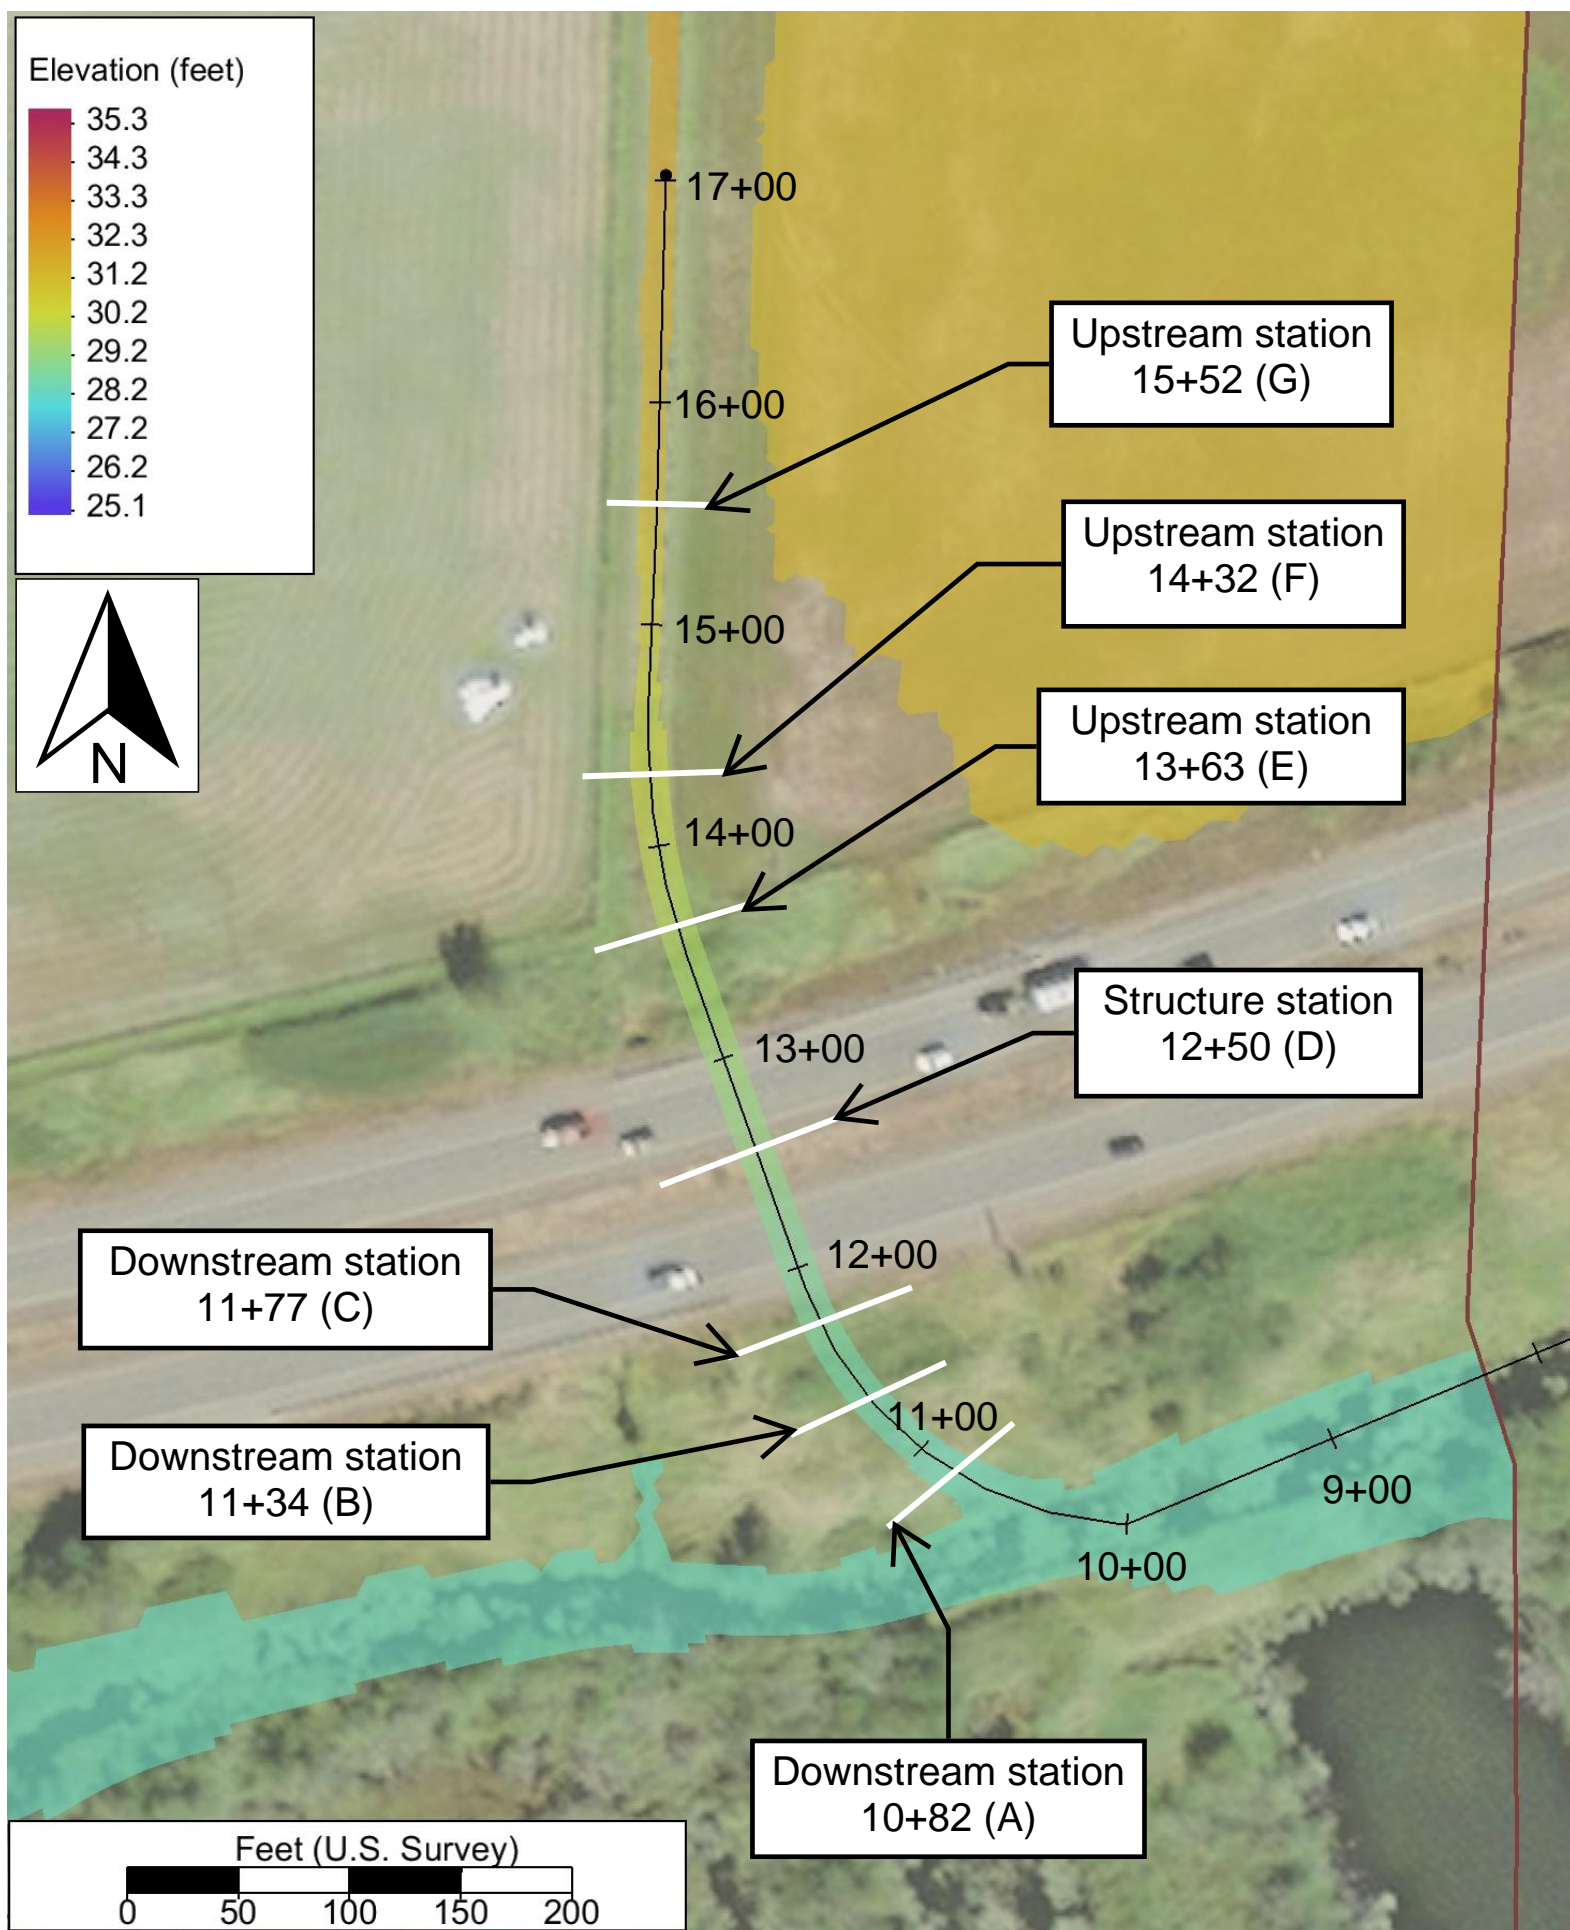 Elevation (feet)
35.3
34.3
33.3
32.3
31.2
30.2
29.2
28.2
27.2
26.2
25.1
N
17+00
16+00
15+00
14+00
13+00
12+00
11+00
10+00
9+00
Upstream station
15+52 (G)
Upstream station
14+32 (F)
Upstream station
13+63 (E)
Structure station
12+50 (D)
Downstream station
11+77 (C)
Downstream station
11+34 (B)
Downstream station
10+82 (A)
Feet (U.S. Survey)
0 50 100 150 200